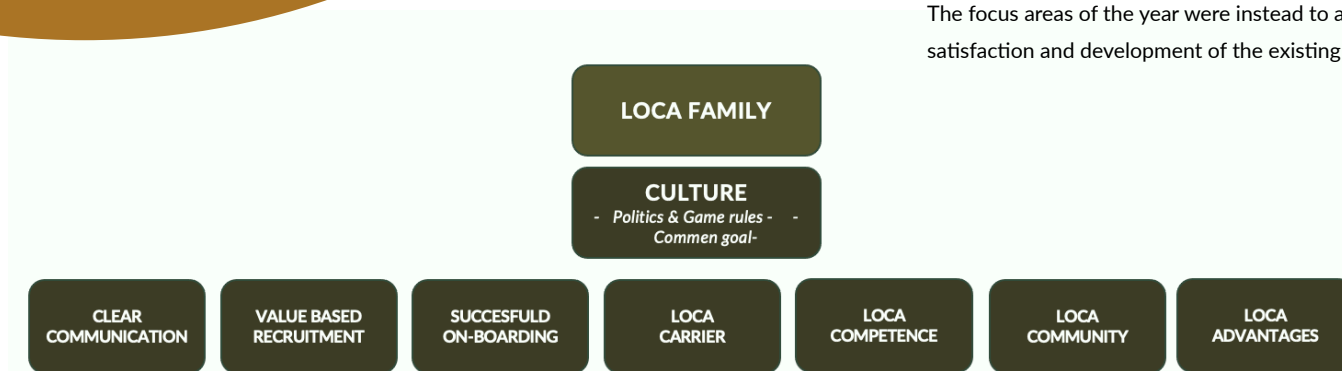 The focus areas of the year were instead to a
satisfaction and development of the existing
LOCA FAMILY
CULTURE
- Politics & Game rules - -
Commen goal-
CLEAR
COMMUNICATION
VALUE BASED
RECRUITMENT
SUCCESFULD
ON-BOARDING
LOCA
CARRIER
LOCA
COMPETENCE
LOCA
COMMUNITY
LOCA
ADVANTAGES